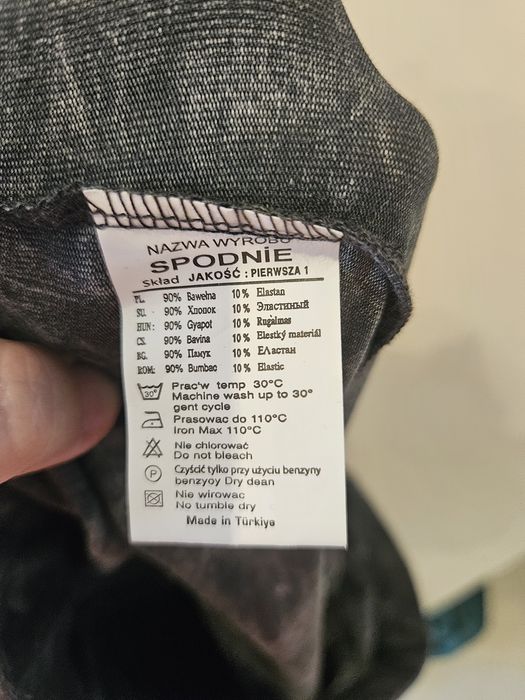 NAZWA WYROBU
SPODNiE
Skład JAKOŚĆ : PIERWSZA 1
PL. 90% Bawełna 10% Elastan
SU. 90% Хлопок 10% Эластиный
HUN: 90% Gyapot 10% Rugalmas
CS. 90% Bavina 10% Elestký materiál
BG. 90% Памук 10% ЕЛастан
ROM: 90% Bumbac 10% Elastic
30° Prac'w temp 30°C
Machine wash up to 30°
gent cycle
Prasowac do 110°C
Iron Max 110°C
Nie chlorować
Do not bleach
P Czyścić tylko przy użyciu benzyny
benzyoy Dry dean
Nie wirowac
No tumble dry
Made in Türkiye